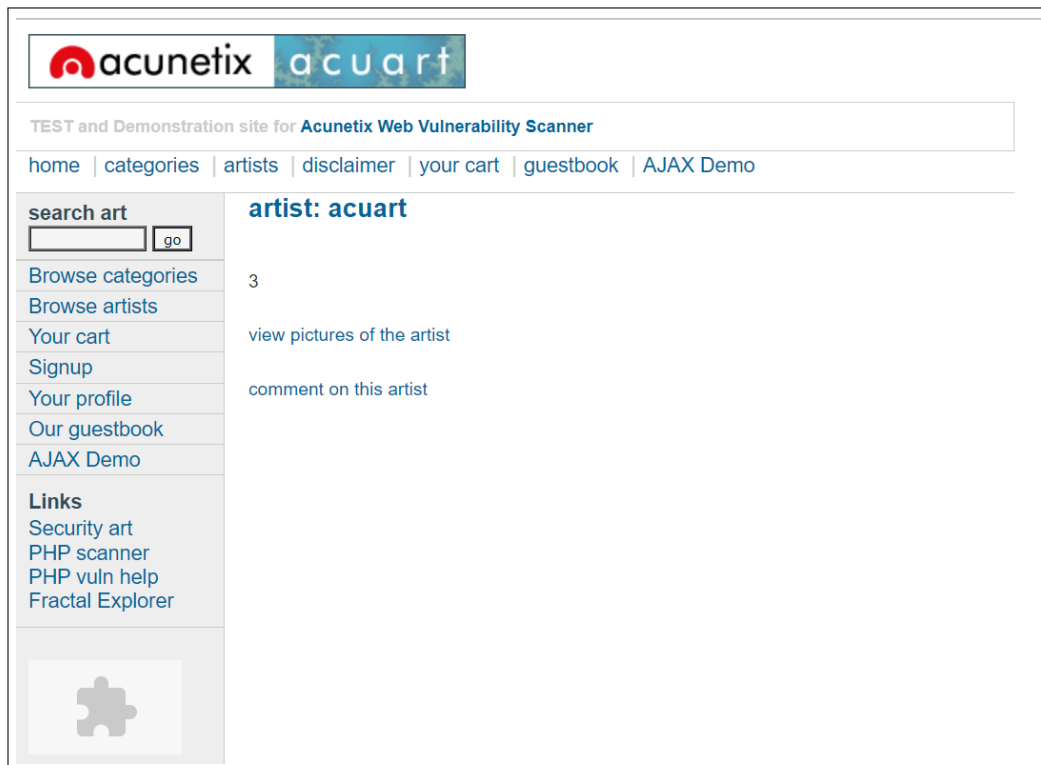 acunetix acuart
TEST and Demonstration site for Acunetix Web Vulnerability Scanner
home | categories | artists | disclaimer | your cart | guestbook | AJAX Demo
search art
go
Browse categories
Browse artists
Your cart
Signup
Your profile
Our guestbook
AJAX Demo
Links
Security art
PHP scanner
PHP vuln help
Fractal Explorer
artist: acuart
3
view pictures of the artist
comment on this artist